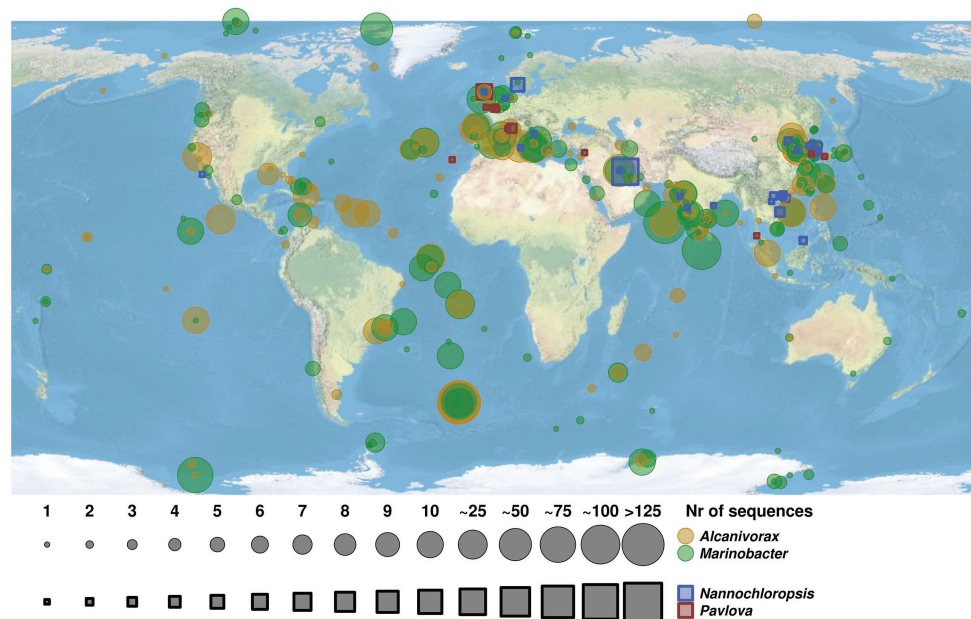 1 2 3 4 5 6 7 8 9 10 ~25 ~50 ~75 ~100 >125 Nr of sequences
Alcanivorax
Marinobacter
Nannochloropsis
Pavlova